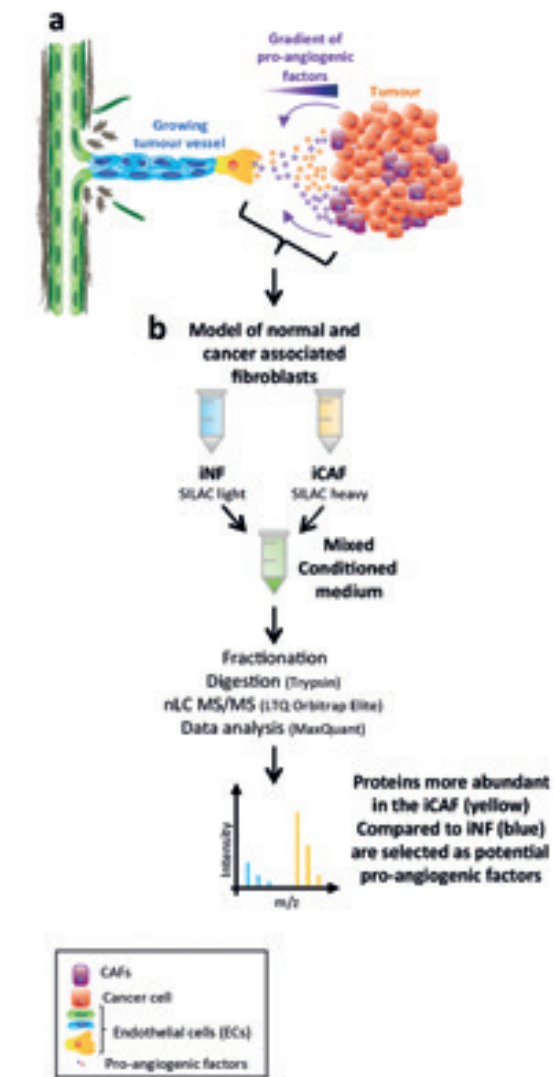 a
Gradient of
pro-angiogenic
factors
Tumour
Growing
tumour vessel
b
Model of normal and
cancer associated
fibroblasts
iNF
SILAC light
iCAF
SILAC heavy
Mixed
Conditioned
medium
Fractionation
Digestion (Trypsin)
nLC MS/MS (LTQ Orbitrap Elite)
Data analysis (MaxQuant)
Intensity
m/z
Proteins more abundant
in the iCAF (yellow)
Compared to iNF (blue)
are selected as potential
pro-angiogenic factors
CAFs
Cancer cell
Endothelial cells (ECs)
Pro-angiogenic factors